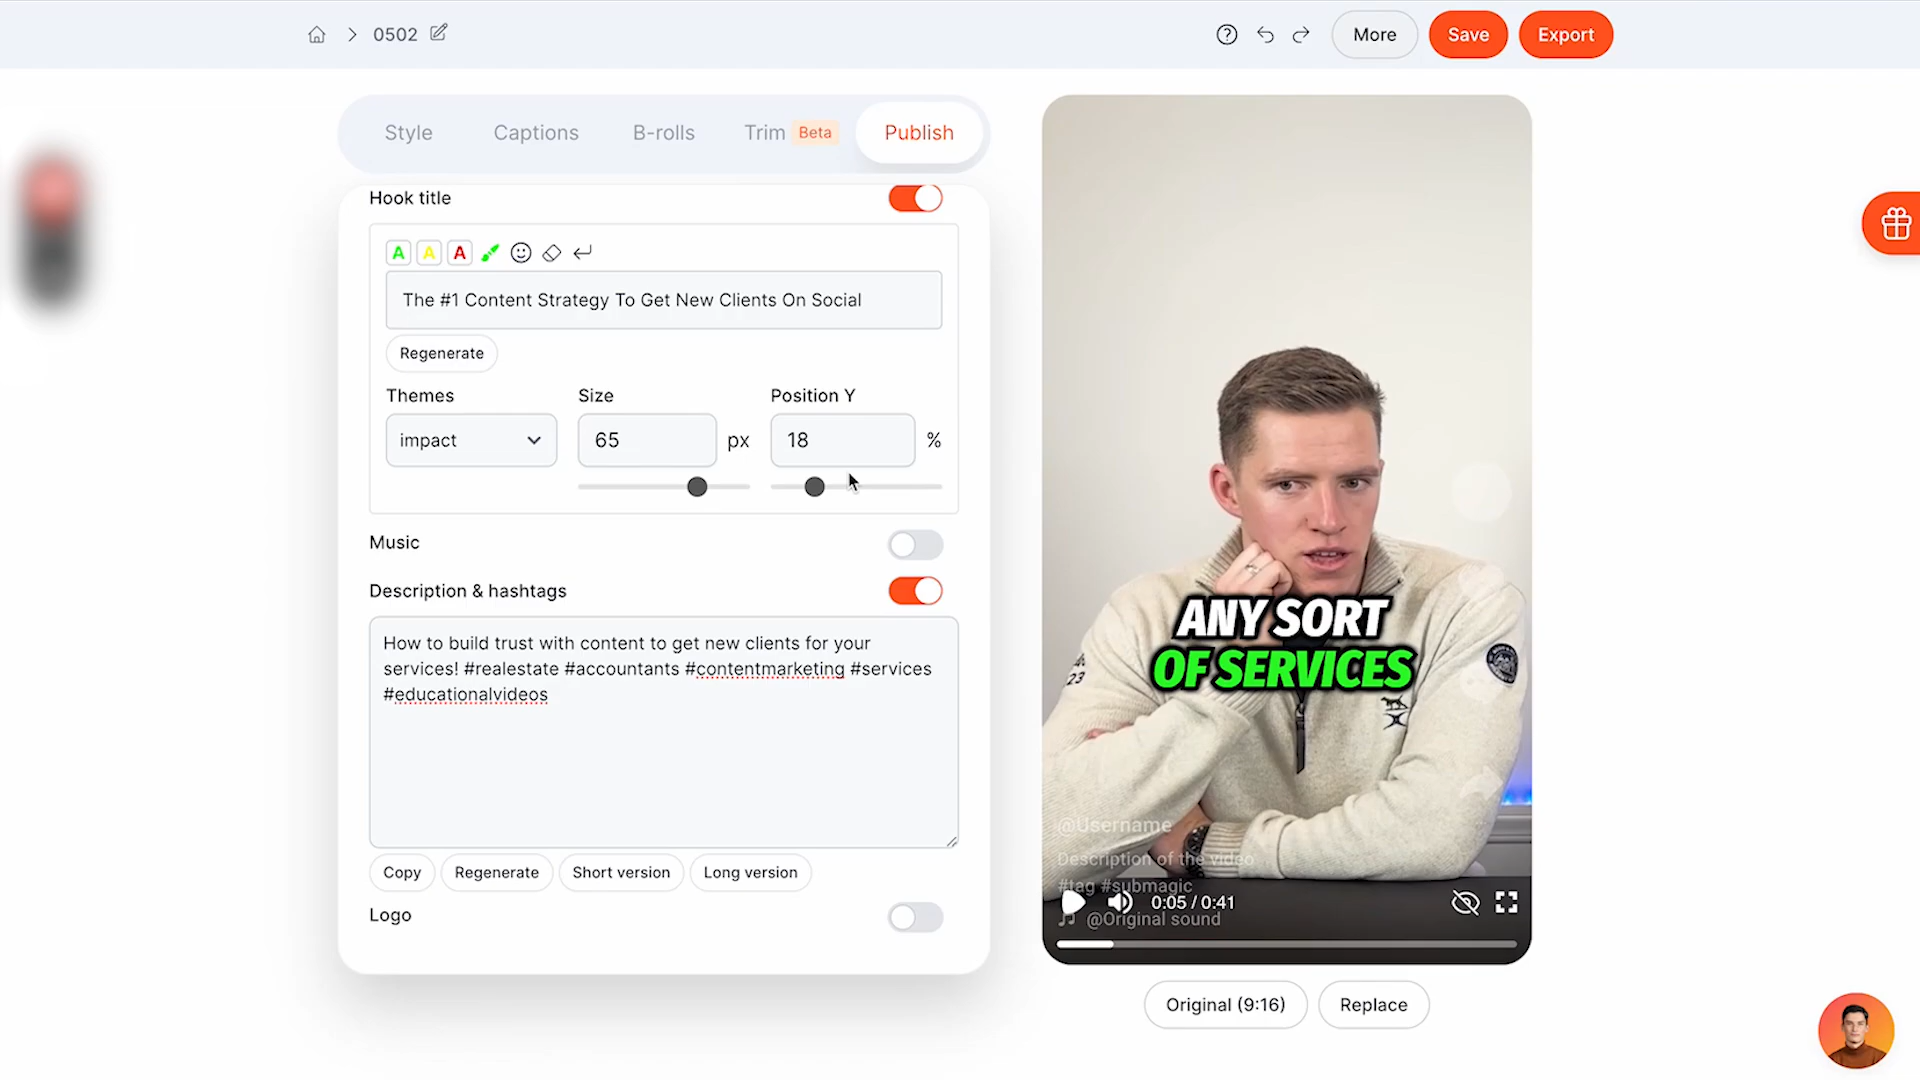 0502
More
Save
Export
Style
Captions
B-rolls
Trim Beta
Publish
Hook title
A A A
The #1 Content Strategy To Get New Clients On Social
Regenerate
Themes
Size
Position Y
impact
65
px
18
%
Music
Description & hashtags
How to build trust with content to get new clients for your
services! #realestate #accountants #contentmarketing #services
#educationalvideos
Copy
Regenerate
Short version
Long version
Logo
ANY SORT
OF SERVICES
23
@Username
Description of the video
#tag #submagic
0:05 / 0:41
@Original sound
Original (9:16)
Replace